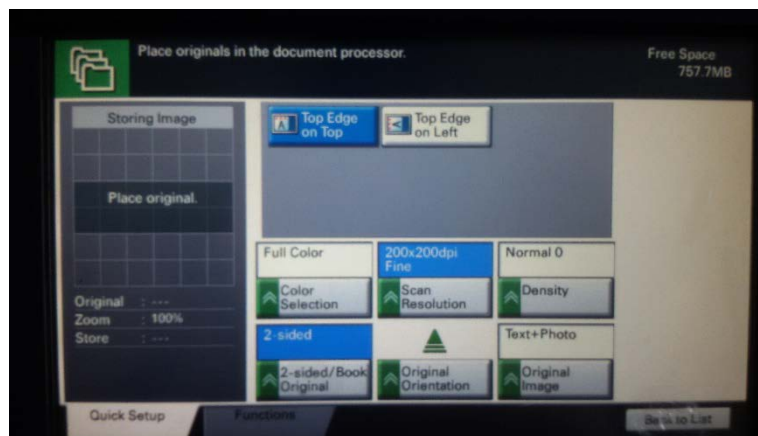 Place originals in the document processor.
Free Space
757.7MB
Storing Image
Place original.
Original : ---
Zoom : 100%
Store : ---
Top Edge
on Top
Top Edge
on Left
Full Color
Color
Selection
200x200dpi
Fine
Scan
Resolution
Normal 0
Density
2-sided
2-sided/Book
Original
Original
Orientation
Text+Photo
Original
Image
Quick Setup
Functions
Back to List